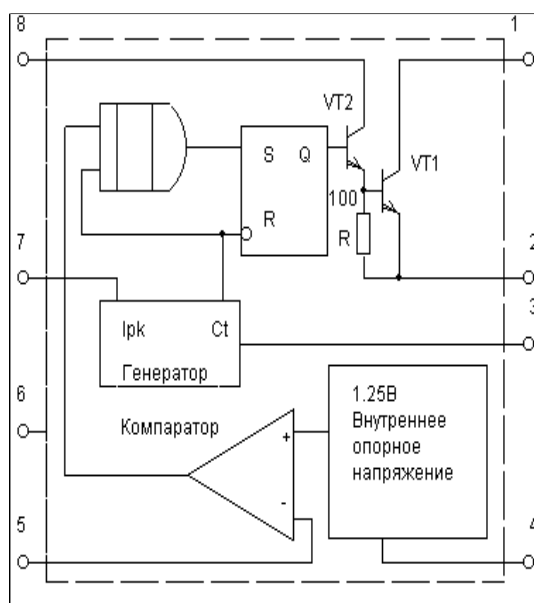 8
1
VT2
VT1
S
Q
R
100
R
7
2
3
Ipk
Ct
Генератор
6
Компаратор
+
-
1.25В
Внутреннее
опорное
напряжение
5
4